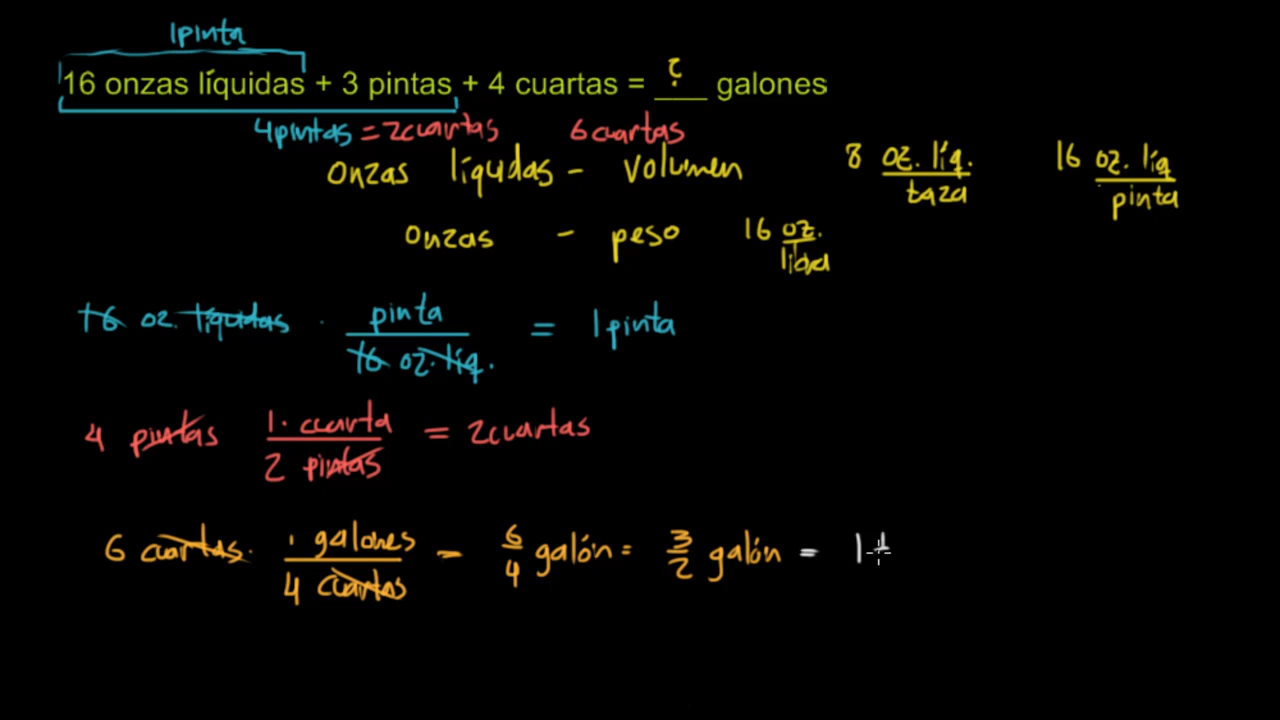 1pinta
16 onzas líquidas + 3 pintas + 4 cuartas = ___ galones
?
4pintas = 2cuartas 6cuartas
onzas líquidas - volumen 8 oz. líq. / taza 16 oz. líq / pinta
onzas - peso 16 oz. / libra
16 oz. líquidas · pinta / 16 oz. líq. = 1pinta
4 pintas 1. cuarta / 2 pintas = 2cuartas
6 cuartas · 1 galones / 4 cuartas - 6/4 galón = 3/2 galón = 1